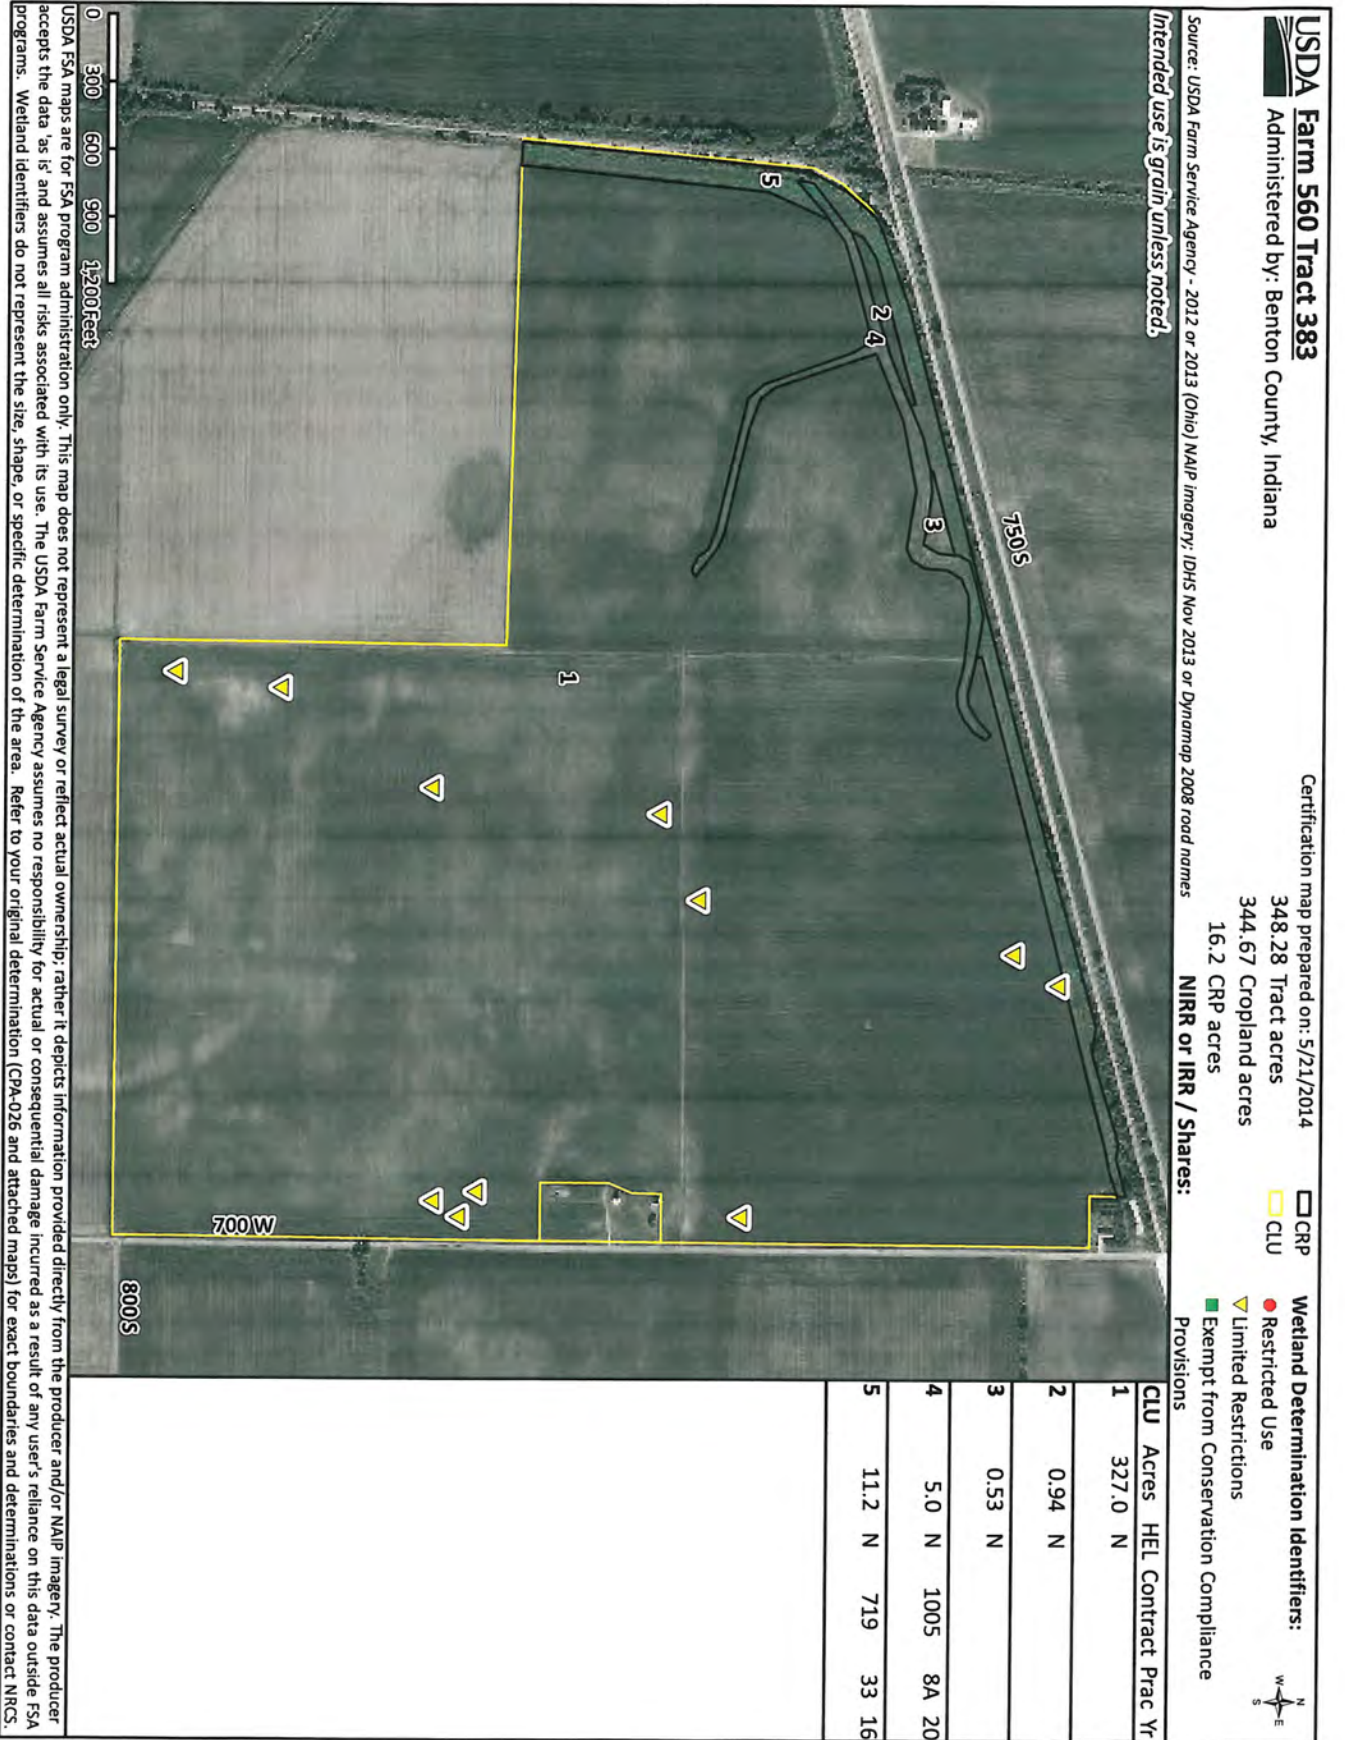 USDA Farm 560 Tract 383
Administered by: Benton County, Indiana
Certification map prepared on: 5/21/2014
348.28 Tract acres
344.67 Cropland acres
16.2 CRP acres
CRP
CLU
Wetland Determination Identifiers:
Restricted Use
Limited Restrictions
Exempt from Conservation Compliance
Provisions
N
W E
S
Source: USDA Farm Service Agency - 2012 or 2013 (Ohio) NAIP imagery; IDHS Nov 2013 or Dynamap 2008 road names
NIRR or IRR / Shares:
Intended use is grain unless noted.
750 S
2
4
3
5
1
700 W
800 S
CLU Acres HEL Contract Prac Yr
1 327.0 N
2 0.94 N
3 0.53 N
4 5.0 N 1005 8A 20
5 11.2 N 719 33 16
0 300 600 900 1,200 Feet
USDA FSA maps are for FSA program administration only. This map does not represent a legal survey or reflect actual ownership; rather it depicts information provided directly from the producer and/or NAIP imagery. The producer
accepts the data 'as is' and assumes all risks associated with its use. The USDA Farm Service Agency assumes no responsibility for actual or consequential damage incurred as a result of any user's reliance on this data outside FSA
programs. Wetland identifiers do not represent the size, shape, or specific determination of the area. Refer to your original determination (CPA-026 and attached maps) for exact boundaries and determinations or contact NRCS.